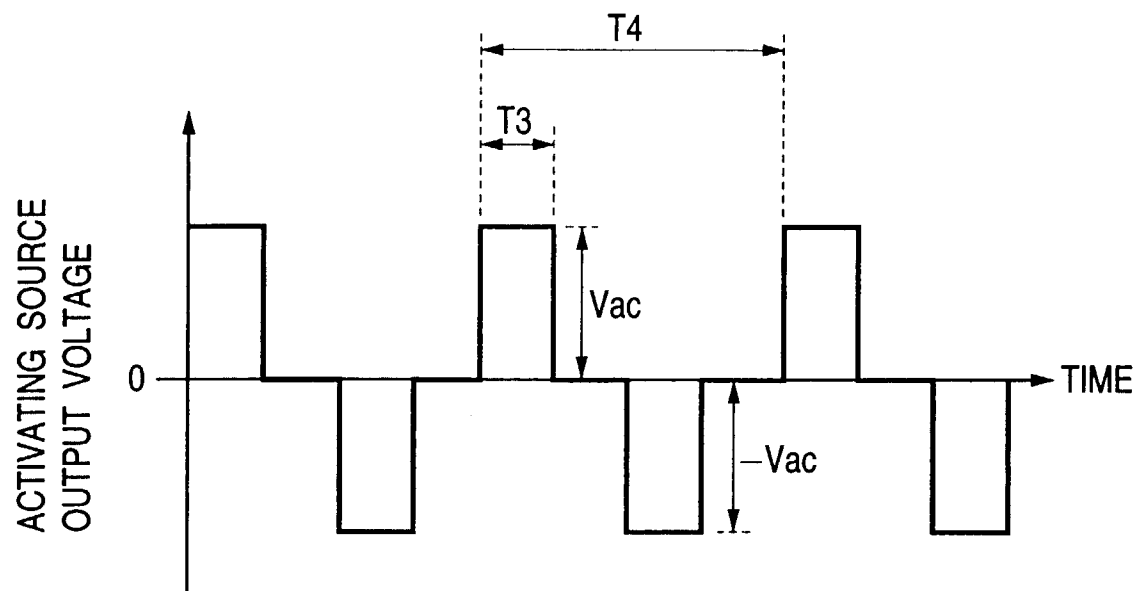 T4
T3
Vac
0
TIME
−Vac
ACTIVATING SOURCE
OUTPUT VOLTAGE